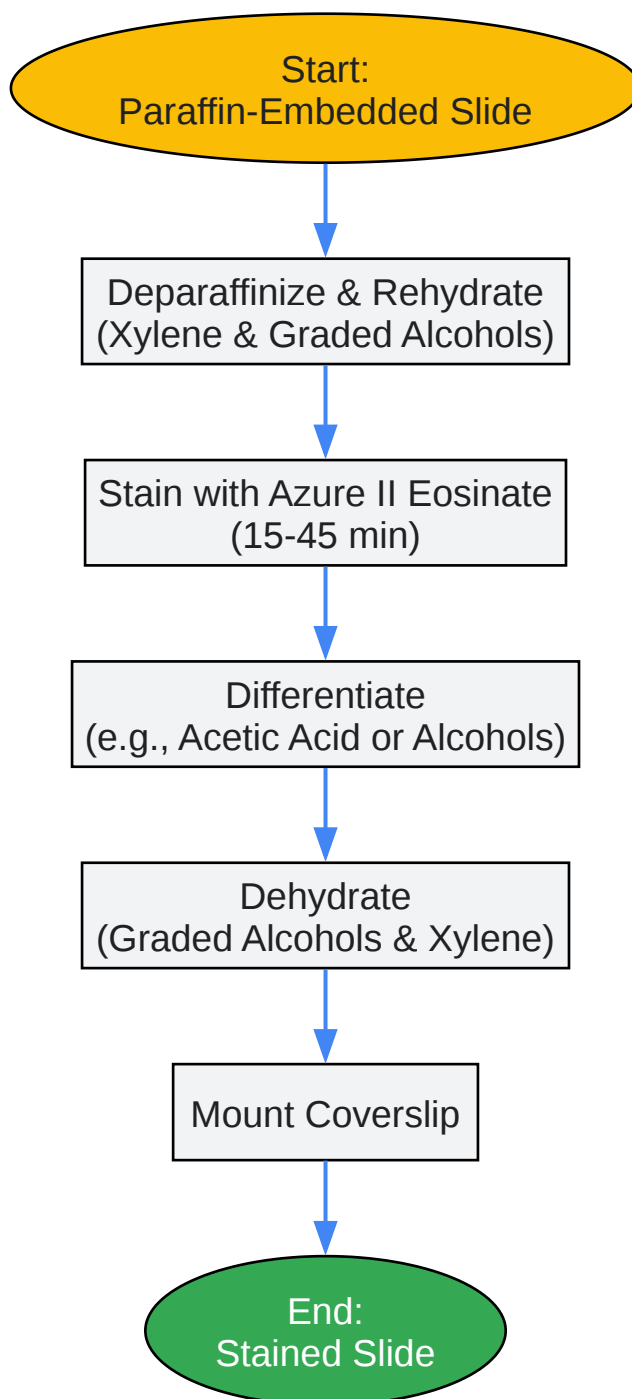 Start:
Paraffin-Embedded Slide
Deparaffinize & Rehydrate
(Xylene & Graded Alcohols)
Stain with Azure II Eosinate
(15-45 min)
Differentiate
(e.g., Acetic Acid or Alcohols)
Dehydrate
(Graded Alcohols & Xylene)
Mount Coverslip
End:
Stained Slide